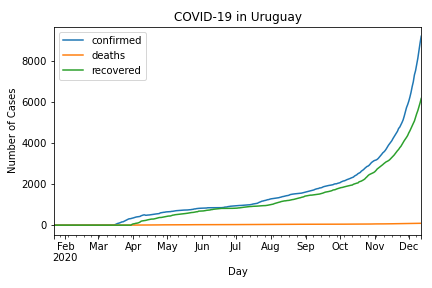 COVID-19 in Uruguay
confirmed
deaths
recovered
Number of Cases
8000
6000
4000
2000
0
Feb Mar Apr May Jun Jul Aug Sep Oct Nov Dec
2020
Day